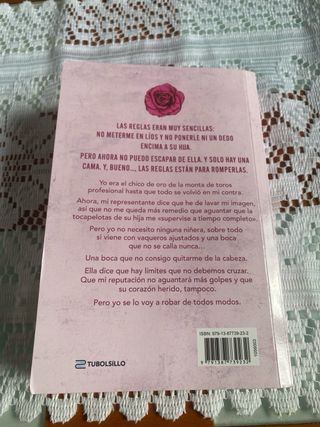 LAS REGLAS ERAN MUY SENCILLAS:
NO METERME EN LÍOS Y NO PONERLE NI UN DEDO
ENCIMA A SU HIJA.
PERO AHORA NO PUEDO ESCAPAR DE ELLA. Y SOLO HAY UNA
CAMA. Y, BUENO..., LAS REGLAS ESTÁN PARA ROMPERLAS.
Yo era el chico de oro de la monta de toros
profesional hasta que todo se volvió en mi contra.
Ahora, mi representante dice que he de lavar mi imagen,
así que no me queda más remedio que aguantar que la
tocapelotas de su hija me «supervise a tiempo completo».
Pero yo no necesito ninguna niñera, sobre todo
si viene con vaqueros ajustados y una boca
que no se calla nunca...
Una boca que no consigo quitarme de la cabeza.
Ella dice que hay límites que no debemos cruzar.
Que mi reputación no aguantará más golpes y que
su corazón herido, tampoco.
Pero yo se lo voy a robar de todos modos.
ISBN: 979-13-87739-23-2
9 791387 739232
TUBOLSILLO